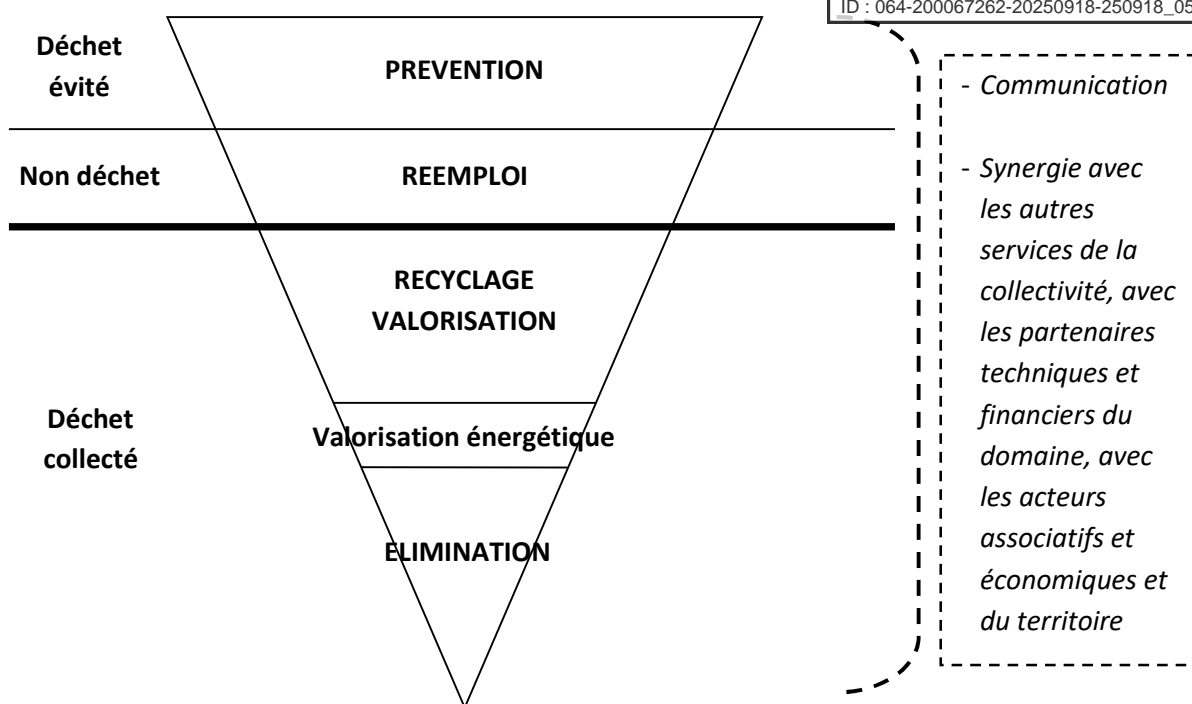 ID : 064-200067262-20250918-250918_05
Déchet
évité
PREVENTION
Non déchet
REEMPLOI
RECYCLAGE
VALORISATION
Déchet
collecté
Valorisation énergétique
ELIMINATION
- Communication
- Synergie avec
les autres
services de la
collectivité, avec
les partenaires
techniques et
financiers du
domaine, avec
les acteurs
associatifs et
économiques et
du territoire